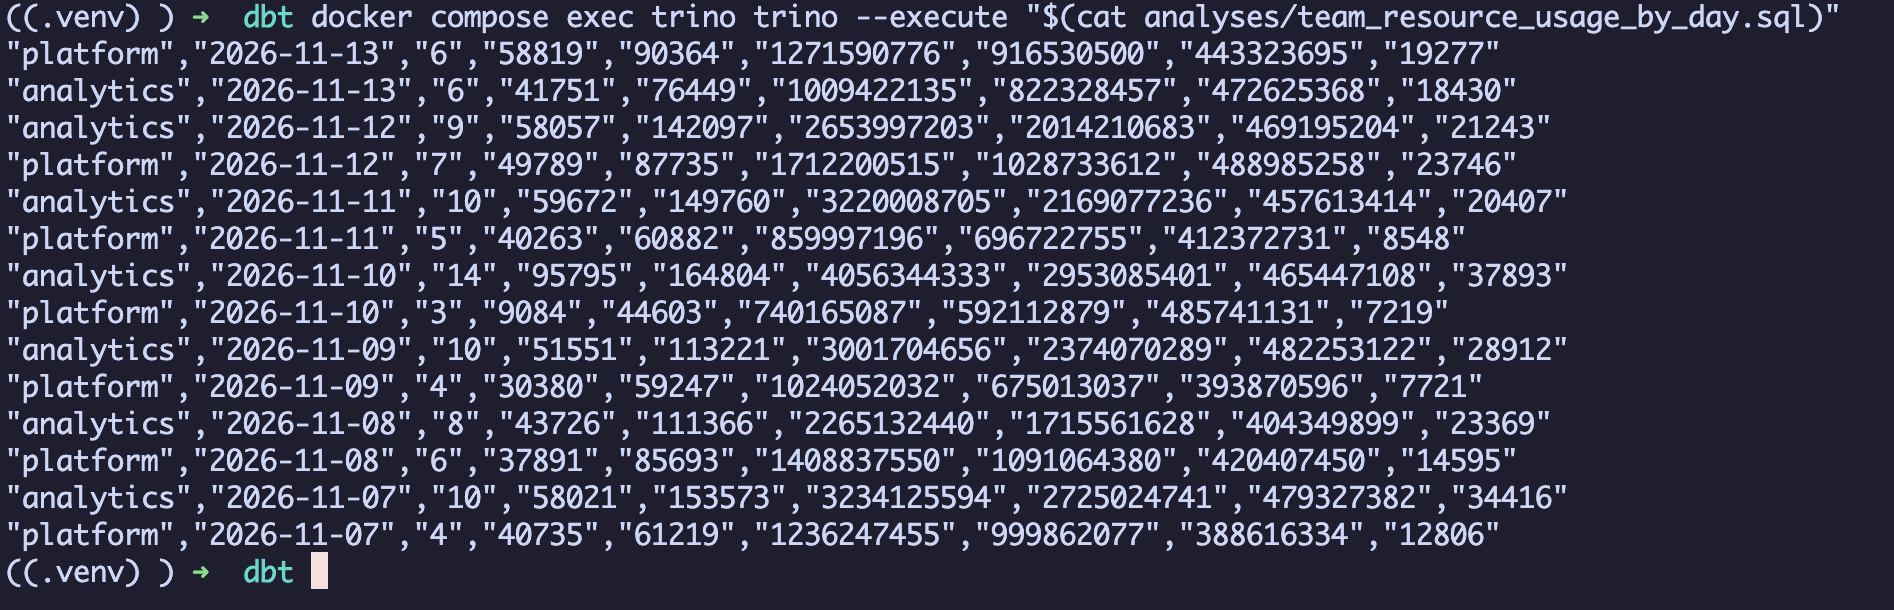 ((.venv) ) ➜  dbt docker compose exec trino trino --execute "$(cat analyses/team_resource_usage_by_day.sql)"
"platform","2026-11-13","6","58819","90364","1271590776","916530500","443323695","19277"
"analytics","2026-11-13","6","41751","76449","1009422135","822328457","472625368","18430"
"analytics","2026-11-12","9","58057","142097","2653997203","2014210683","469195204","21243"
"platform","2026-11-12","7","49789","87735","1712200515","1028733612","488985258","23746"
"analytics","2026-11-11","10","59672","149760","3220008705","2169077236","457613414","20407"
"platform","2026-11-11","5","40263","60882","859997196","696722755","412372731","8548"
"analytics","2026-11-10","14","95795","164804","4056344333","2953085401","465447108","37893"
"platform","2026-11-10","3","9084","44603","740165087","592112879","485741131","7219"
"analytics","2026-11-09","10","51551","113221","3001704656","2374070289","482253122","28912"
"platform","2026-11-09","4","30380","59247","1024052032","675013037","393870596","7721"
"analytics","2026-11-08","8","43726","111366","2265132440","1715561628","404349899","23369"
"platform","2026-11-08","6","37891","85693","1408837550","1091064380","420407450","14595"
"analytics","2026-11-07","10","58021","153573","3234125594","2725024741","479327382","34416"
"platform","2026-11-07","4","40735","61219","1236247455","999862077","388616334","12806"
((.venv) ) ➜  dbt